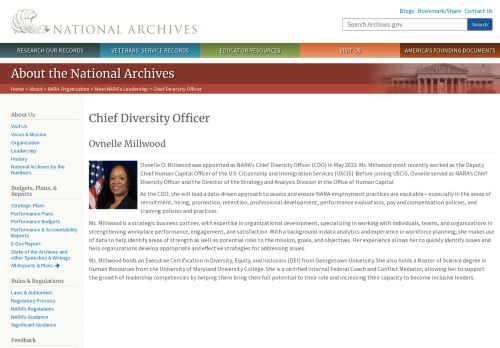 Blogs · Bookmark/Share · Contact Us
NATIONAL ARCHIVES
Search Archives.gov
Search
RESEARCH OUR RECORDS
VETERANS' SERVICE RECORDS
EDUCATOR RESOURCES
VISIT US
AMERICA'S FOUNDING DOCUMENTS
About the National Archives
Home > About > NARA Organization > Meet NARA's Leadership > Chief Diversity Officer
About Us
Visit Us
Vision & Mission
Organization
Leadership
History
National Archives by the
Numbers
Budgets, Plans, &
Reports
Strategic Plans
Performance Plans
Performance Budgets
Performance & Accountability
Reports
E-Gov Report
State of the Archives and
other Speeches & Writings
All Reports & Plans
Rules & Regulations
Laws & Authorities
Regulatory Process
NARA's Regulations
NARA's Guidance
Significant Guidance
Feedback
Chief Diversity Officer
Ovnelle Millwood
Ovnelle O. Millwood was appointed as NARA's Chief Diversity Officer (CDO) in May 2023. Ms. Millwood most recently worked as the Deputy
Chief Human Capital Officer of the U.S. Citizenship and Immigration Services (USCIS). Before joining USCIS, Ovnelle served as NARA's Chief
Diversity Officer and the Director of the Strategy and Analysis Division in the Office of Human Capital.
As the CDO, she will lead a data-driven approach to assess and ensure NARA employment practices are equitable—especially in the areas of
recruitment, hiring, promotion, retention, professional development, performance evaluations, pay and compensation policies, and
training policies and practices.
Ms. Millwood is a strategic business partner, with expertise in organizational development, specializing in working with individuals, teams, and organizations in
strengthening workplace performance, engagement, and satisfaction. With a background in data analytics and experience in workforce planning, she makes use
of data to help identify areas of strength as well as potential risks to the mission, goals, and objectives. Her experience allows her to quickly identify issues and
help organizations develop appropriate and effective strategies for addressing issues.
Ms. Millwood holds an Executive Certification in Diversity, Equity, and Inclusion (DEI) from Georgetown University. She also holds a Master of Science degree in
Human Resources from the University of Maryland University College. She is a certified internal Federal Coach and Conflict Mediator, allowing her to support
the growth of leadership competencies by helping them bring their full potential to their role and increasing their capacity to become inclusive leaders.